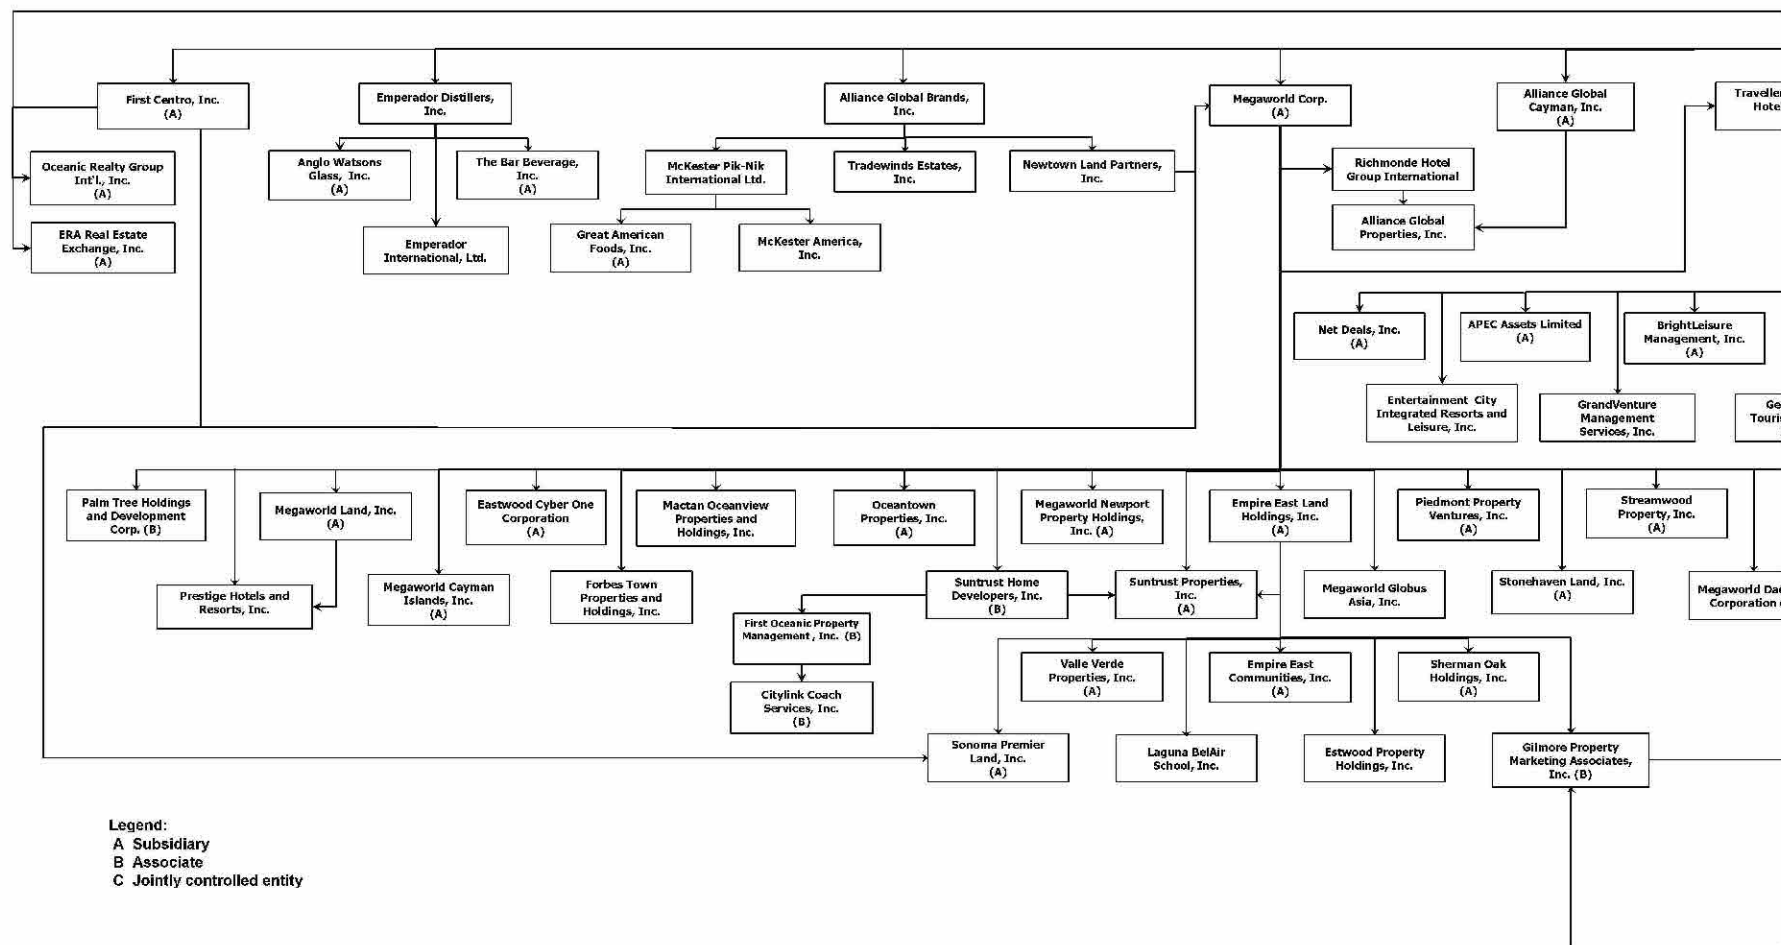 First Centro, Inc.
(A)
Emperador Distillers,
Inc.
Alliance Global Brands,
Inc.
Megaworld Corp.
(A)
Alliance Global
Cayman, Inc.
(A)
Oceanic Realty Group
Int'l., Inc.
(A)
ERA Real Estate
Exchange, Inc.
(A)
Anglo Watsons
Glass, Inc.
(A)
The Bar Beverage,
Inc.
(A)
Emperador
International, Ltd.
McKester Pik-Nik
International Ltd.
Tradewinds Estates,
Inc.
Newtown Land Partners,
Inc.
Great American
Foods, Inc.
(A)
McKester America,
Inc.
Richmonde Hotel
Group International
Alliance Global
Properties, Inc.
Net Deals, Inc.
(A)
APEC Assets Limited
(A)
BrightLeisure
Management, Inc.
(A)
Entertainment City
Integrated Resorts and
Leisure, Inc.
GrandVenture
Management
Services, Inc.
Palm Tree Holdings
and Development
Corp. (B)
Megaworld Land, Inc.
(A)
Eastwood Cyber One
Corporation
(A)
Mactan Oceanview
Properties and
Holdings, Inc.
Oceantown
Properties, Inc.
(A)
Megaworld Newport
Property Holdings,
Inc. (A)
Empire East Land
Holdings, Inc.
(A)
Piedmont Property
Ventures, Inc.
(A)
Streamwood
Property, Inc.
(A)
Prestige Hotels and
Resorts, Inc.
Megaworld Cayman
Islands, Inc.
(A)
Forbes Town
Properties and
Holdings, Inc.
Suntrust Home
Developers, Inc.
(B)
Suntrust Properties,
Inc.
(A)
Megaworld Globus
Asia, Inc.
Stonehaven Land, Inc.
(A)
Megaworld Dae
Corporation
First Oceanic Property
Management , Inc. (B)
Citylink Coach
Services, Inc.
(B)
Valle Verde
Properties, Inc.
(A)
Empire East
Communities, Inc.
(A)
Sherman Oak
Holdings, Inc.
(A)
Sonoma Premier
Land, Inc.
(A)
Laguna BelAir
School, Inc.
Estwood Property
Holdings, Inc.
Gilmore Property
Marketing Associates,
Inc. (B)
Legend:
A Subsidiary
B Associate
C Jointly controlled entity